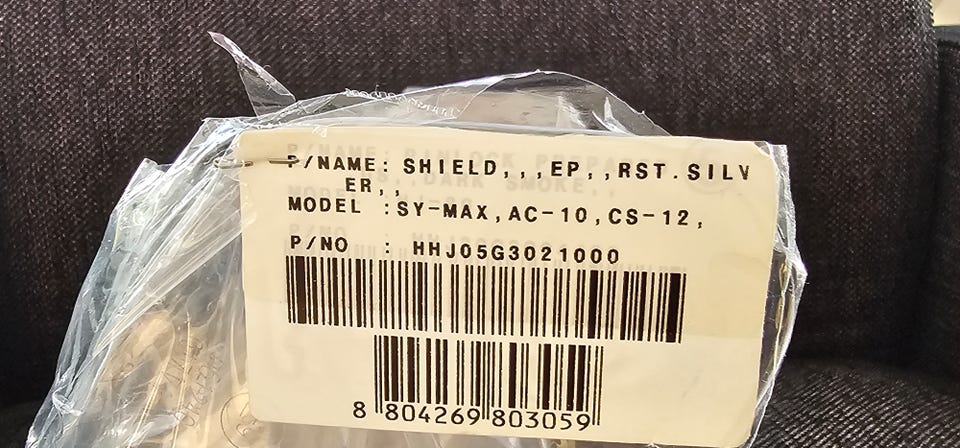 P/NAME: SHIELD,,,EP,,RST.SILV
ER,,
MODEL :SY-MAX,AC-10,CS-12,
P/NO : HHJ05G3021000
8 804269 803059